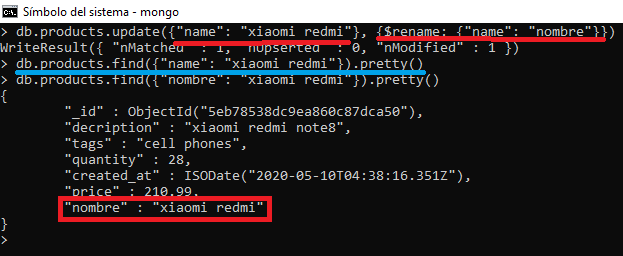 Símbolo del sistema - mongo
> db.products.update({"name": "xiaomi redmi"}, {$rename: {"name": "nombre"}})
WriteResult({ "nMatched" : 1, "nUpserted" : 0, "nModified" : 1 })
> db.products.find({"name": "xiaomi redmi"}).pretty()
> db.products.find({"nombre": "xiaomi redmi"}).pretty()
{
"_id" : ObjectId("5eb78538dc9ea860c87dca50"),
"decription" : "xiaomi redmi note8",
"tags" : "cell phones",
"quantity" : 28,
"created_at" : ISODate("2020-05-10T04:38:16.351Z"),
"price" : 210.99,
"nombre" : "xiaomi redmi"
}
>